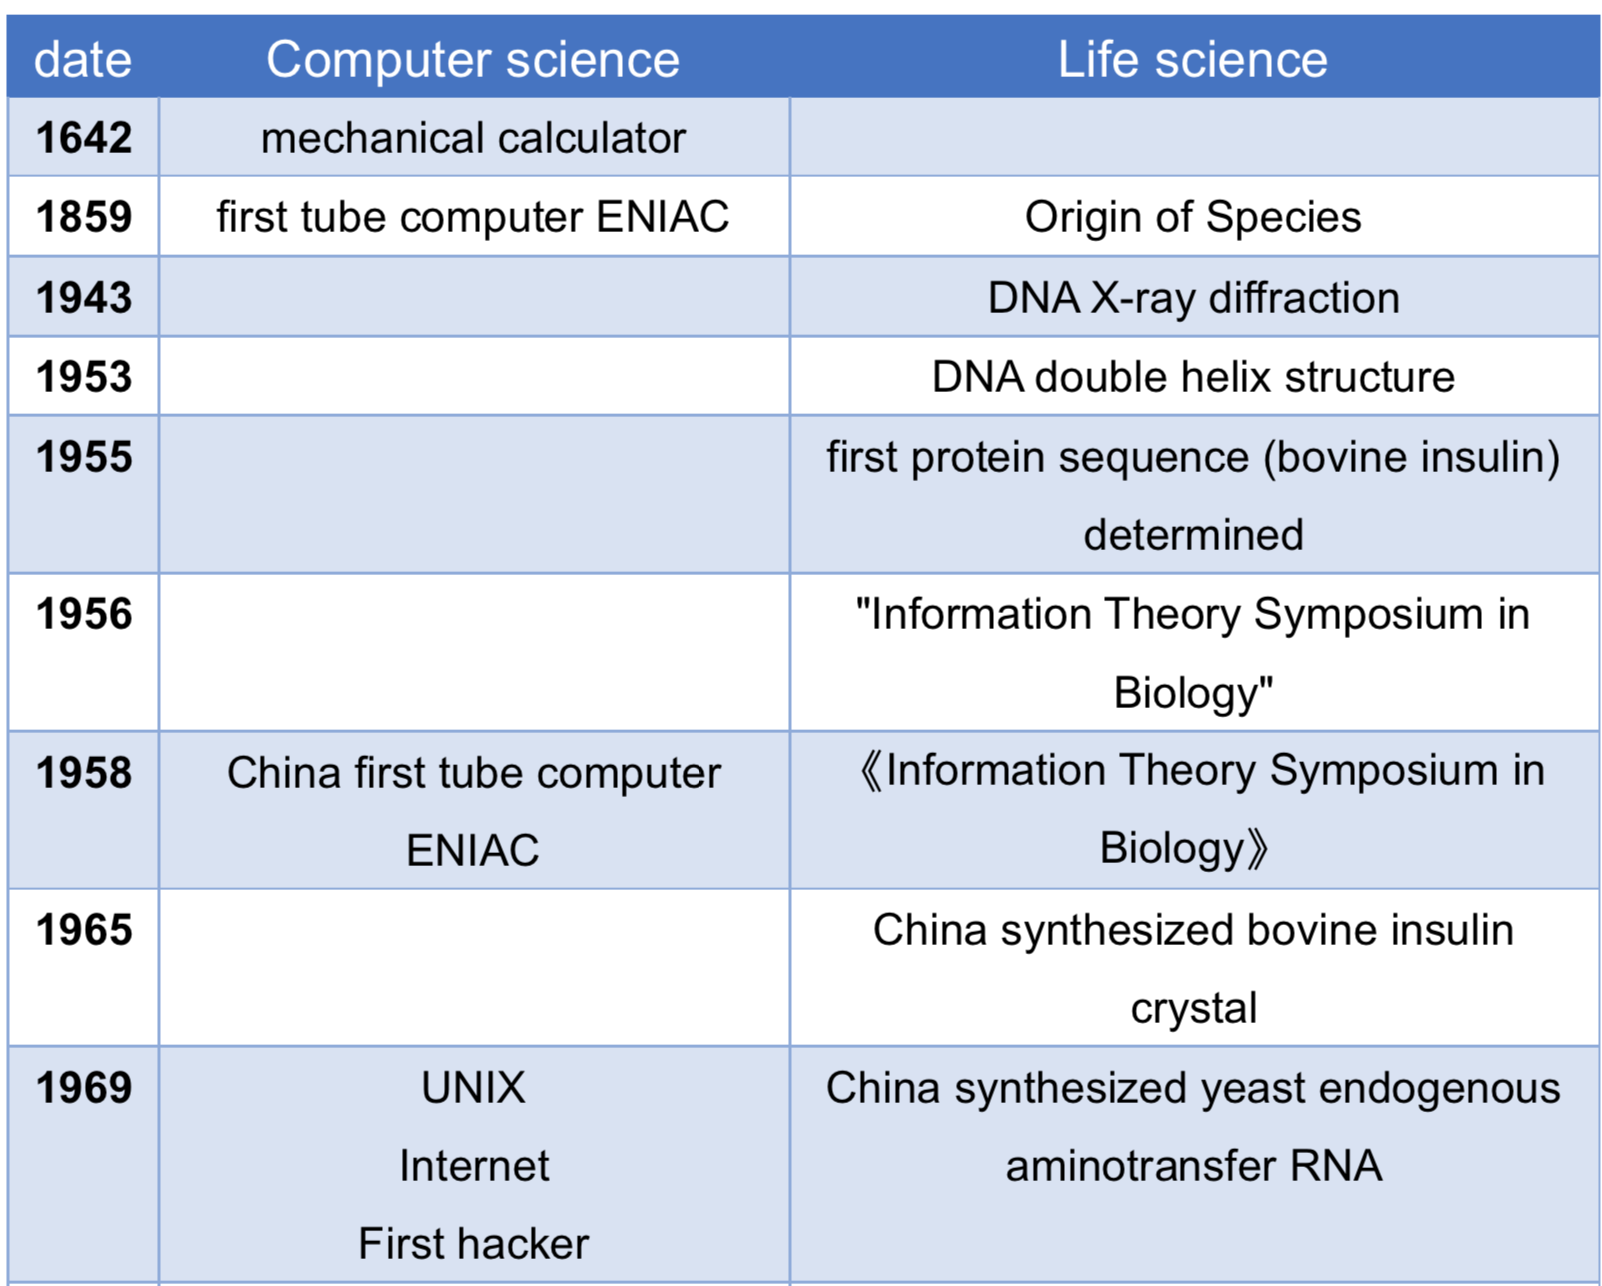 date Computer science Life science
1642 mechanical calculator
1859 first tube computer ENIAC Origin of Species
1943 DNA X-ray diffraction
1953 DNA double helix structure
1955 first protein sequence (bovine insulin)
determined
1956 "Information Theory Symposium in
Biology"
1958 China first tube computer 《Information Theory Symposium in
ENIAC Biology》
1965 China synthesized bovine insulin
crystal
1969 UNIX China synthesized yeast endogenous
Internet aminotransfer RNA
First hacker